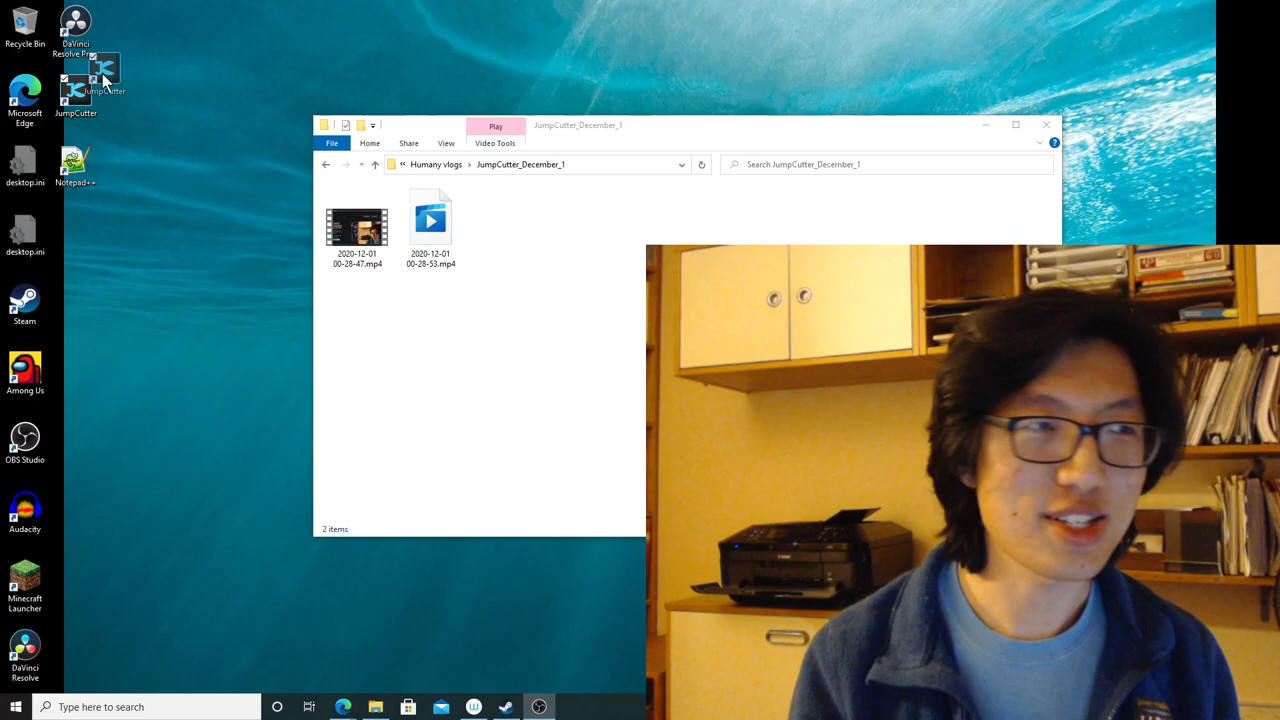 Recycle Bin
DaVinci
Resolve Pr...
JumpCutter
Microsoft
Edge
JumpCutter
desktop.ini
Notepad++
desktop.ini
Steam
Among Us
OBS Studio
Audacity
Minecraft
Launcher
DaVinci
Resolve
Play
JumpCutter_December_1
File
Home
Share
View
Video Tools
« Humany vlogs > JumpCutter_December_1
Search JumpCutter_December_1
2020-12-01
00-28-47.mp4
2020-12-01
00-28-53.mp4
2 items
Type here to search